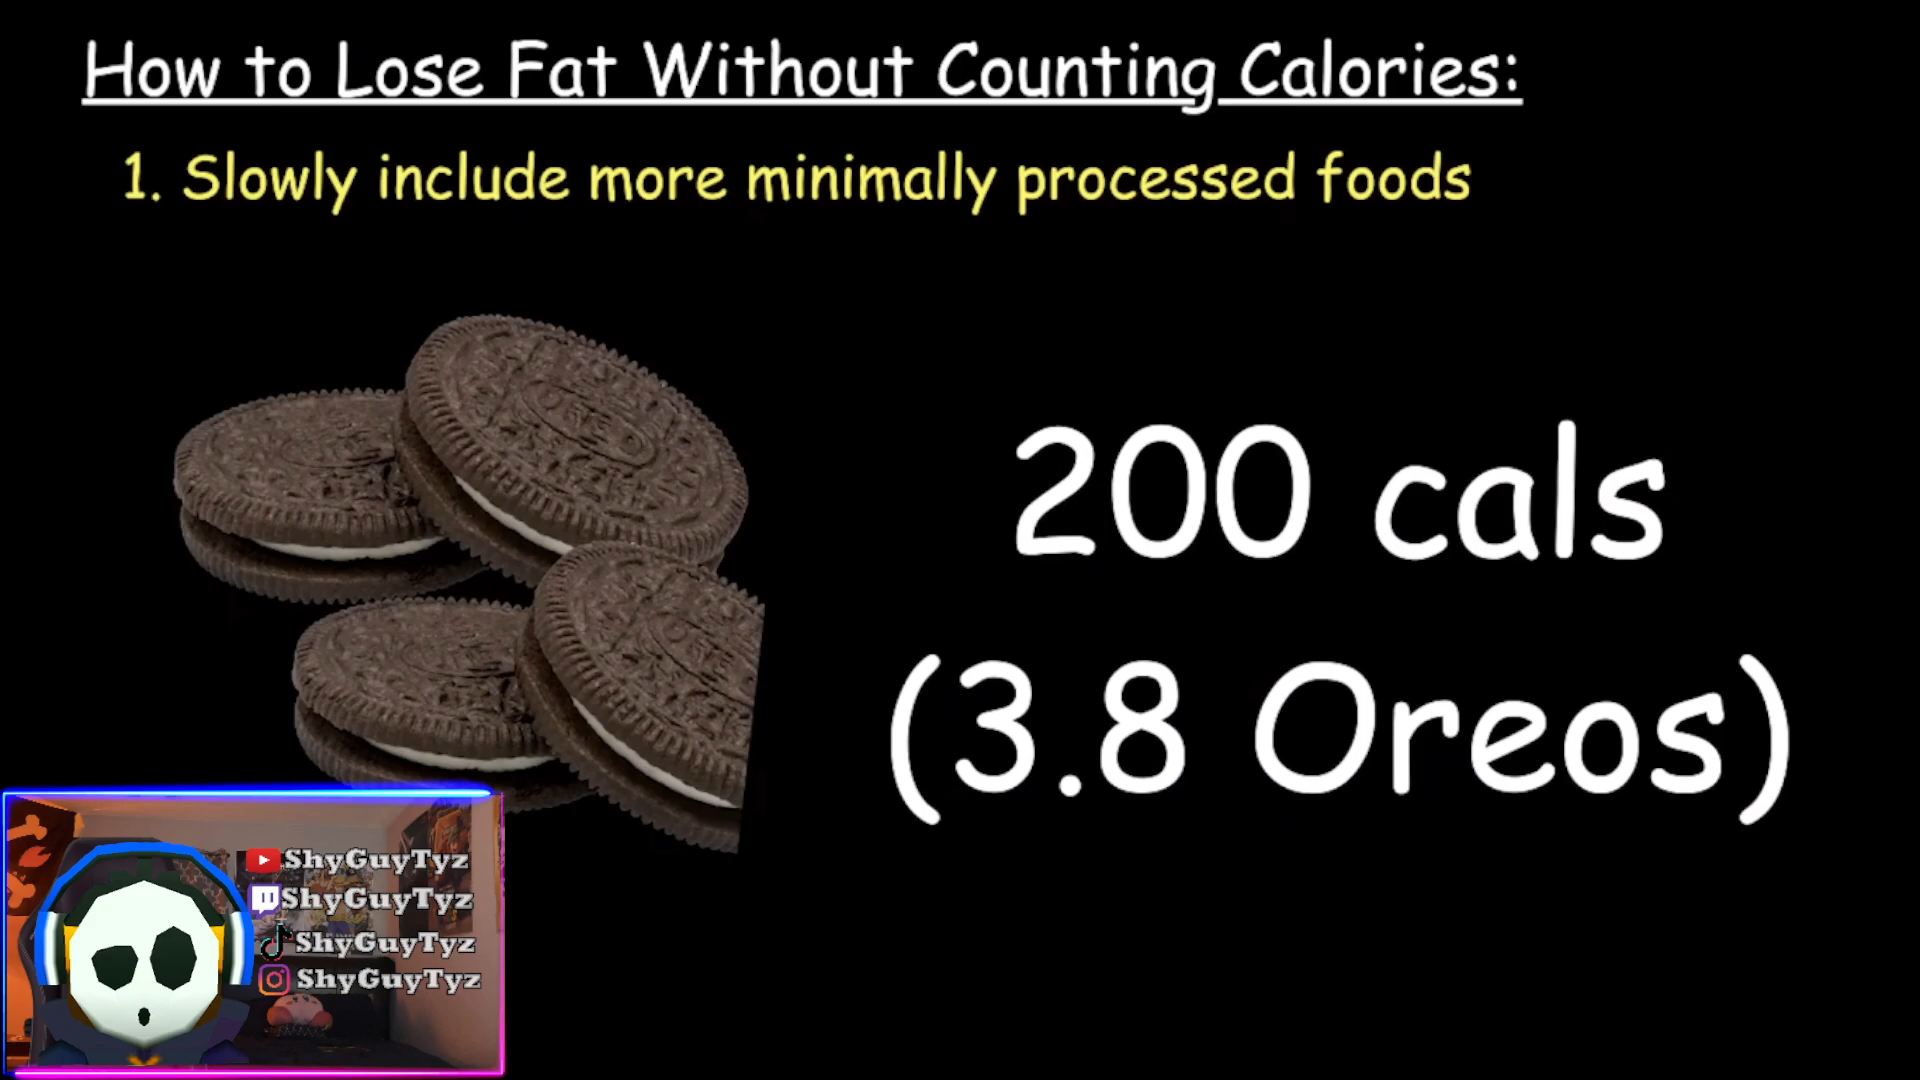 How to Lose Fat Without Counting Calories:
1. Slowly include more minimally processed foods
200 cals
(3.8 Oreos)
OREO
ShyGuyTyz
ShyGuyTyz
ShyGuyTyz
ShyGuyTyz